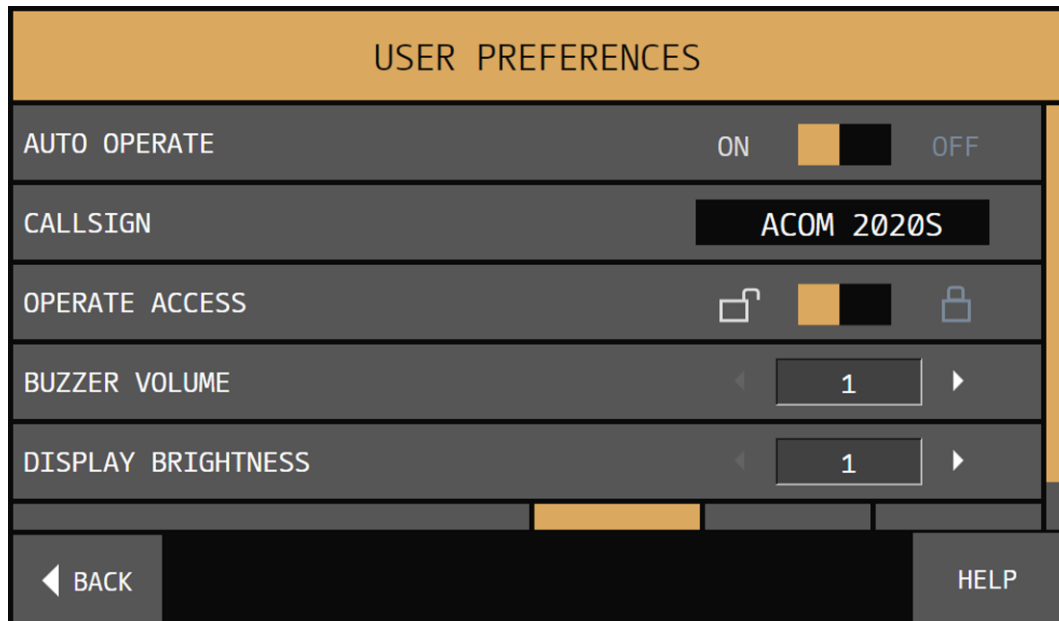 USER PREFERENCES
AUTO OPERATE ON OFF
CALLSIGN ACOM 2020S
OPERATE ACCESS
BUZZER VOLUME 1
DISPLAY BRIGHTNESS 1
BACK HELP